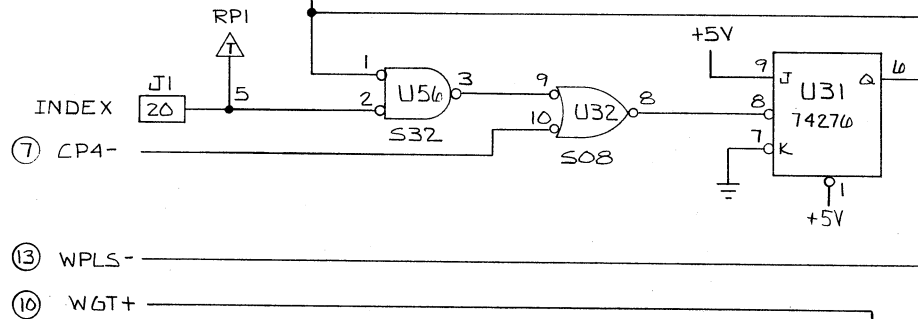 RP1
T
+5V
1
3
9
9
J
Q
6
J1
5
U56
U31
INDEX
20
2
U32
8
8
74276
S32
10
7
K
7
CP4-
S08
1
+5V
13
WPLS-
10
WGT+